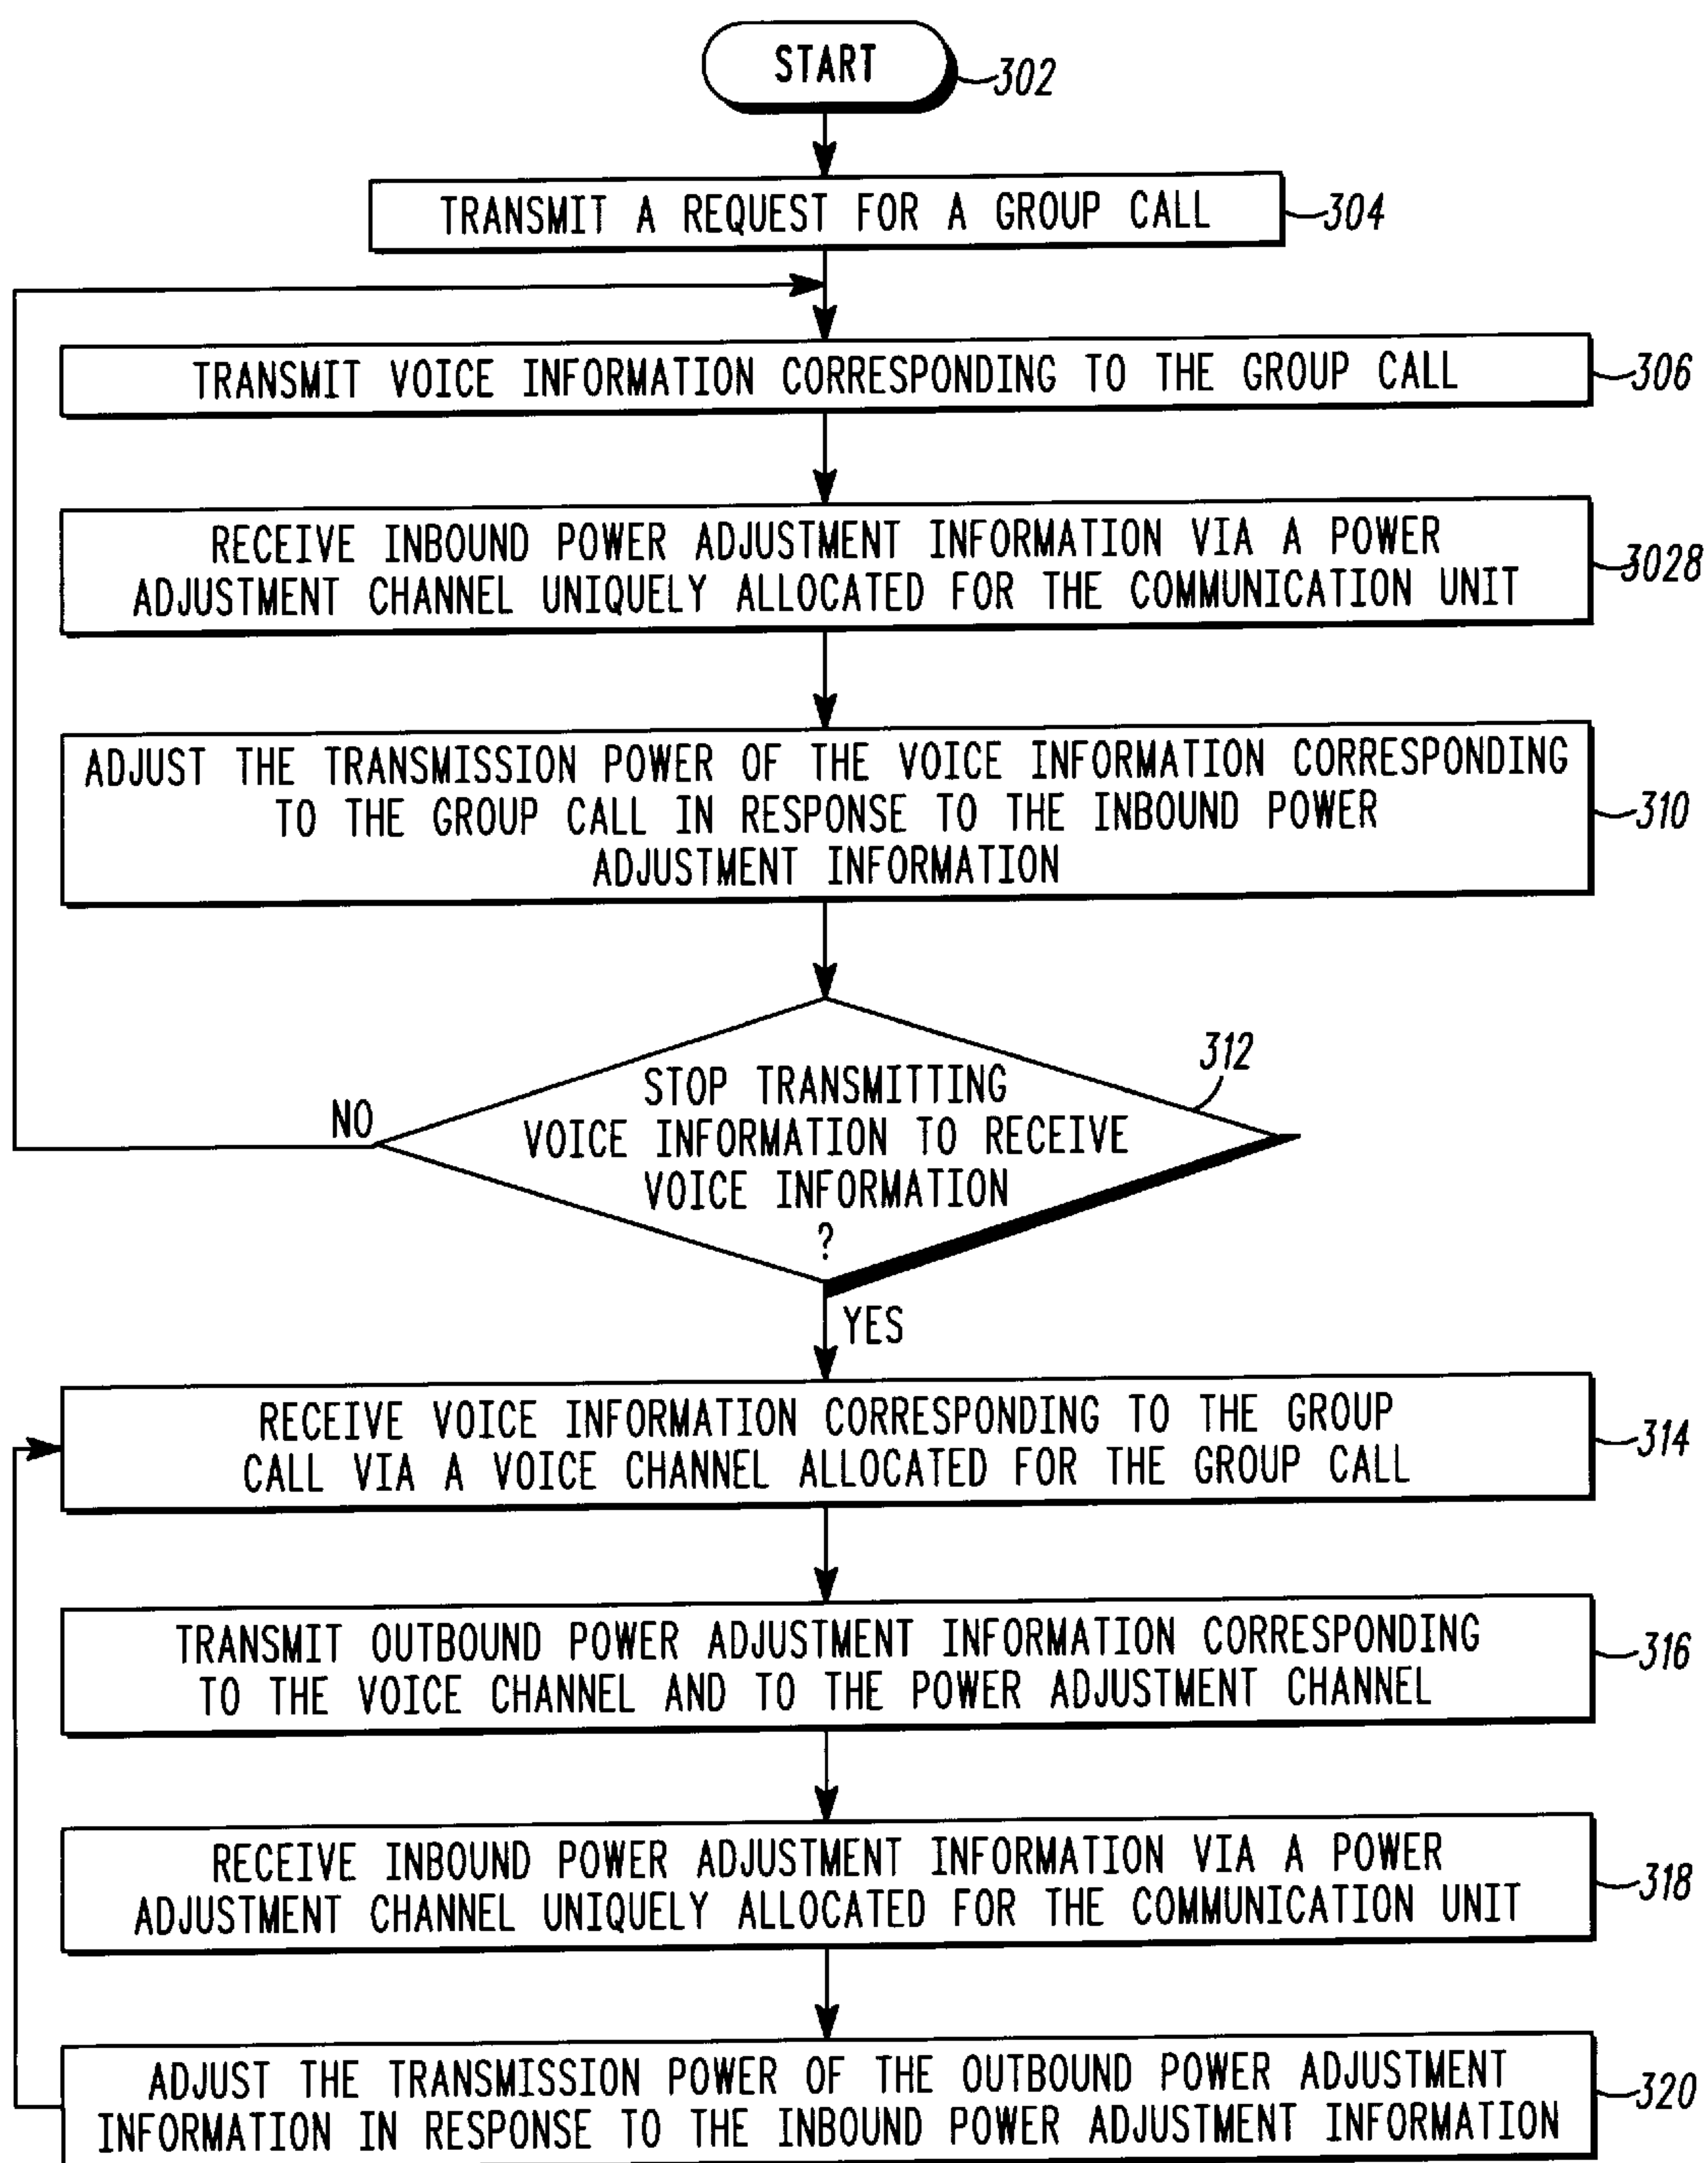 START
302
TRANSMIT A REQUEST FOR A GROUP CALL
304
TRANSMIT VOICE INFORMATION CORRESPONDING TO THE GROUP CALL
306
RECEIVE INBOUND POWER ADJUSTMENT INFORMATION VIA A POWER
ADJUSTMENT CHANNEL UNIQUELY ALLOCATED FOR THE COMMUNICATION UNIT
3028
ADJUST THE TRANSMISSION POWER OF THE VOICE INFORMATION CORRESPONDING
TO THE GROUP CALL IN RESPONSE TO THE INBOUND POWER
ADJUSTMENT INFORMATION
310
312
STOP TRANSMITTING
VOICE INFORMATION TO RECEIVE
VOICE INFORMATION
?
NO
YES
RECEIVE VOICE INFORMATION CORRESPONDING TO THE GROUP
CALL VIA A VOICE CHANNEL ALLOCATED FOR THE GROUP CALL
314
TRANSMIT OUTBOUND POWER ADJUSTMENT INFORMATION CORRESPONDING
TO THE VOICE CHANNEL AND TO THE POWER ADJUSTMENT CHANNEL
316
RECEIVE INBOUND POWER ADJUSTMENT INFORMATION VIA A POWER
ADJUSTMENT CHANNEL UNIQUELY ALLOCATED FOR THE COMMUNICATION UNIT
318
ADJUST THE TRANSMISSION POWER OF THE OUTBOUND POWER ADJUSTMENT
INFORMATION IN RESPONSE TO THE INBOUND POWER ADJUSTMENT INFORMATION
320